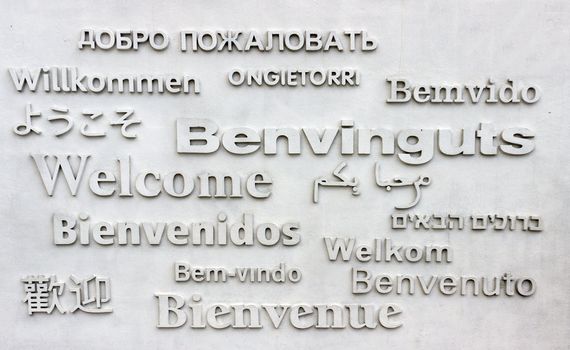 ДОБРО ПОЖАЛОВАТЬ
Willkommen
ONGIETORRI
Bemvido
ようこそ
Benvinguts
Welcome
مرحبا بكم
ברוכים הבאים
Bienvenidos
Welkom
Bem-vindo
Benvenuto
歡迎
Bienvenue